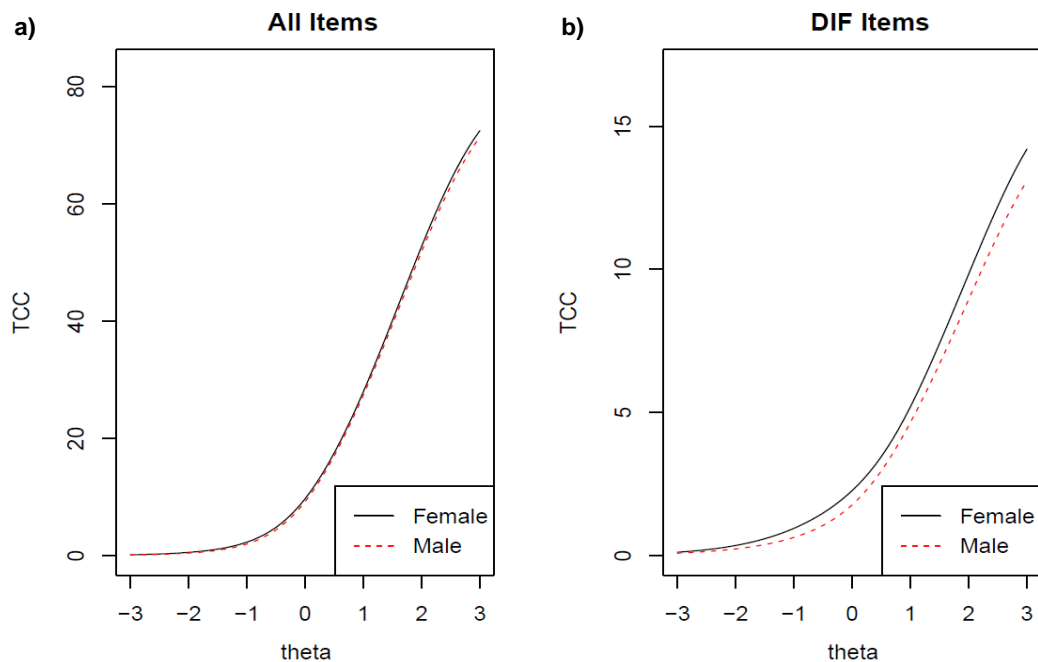 a)
All Items
TCC
80
60
40
20
0
−3 −2 −1 0 1 2 3
theta
Female
Male
b)
DIF Items
TCC
15
10
5
0
−3 −2 −1 0 1 2 3
theta
Female
Male